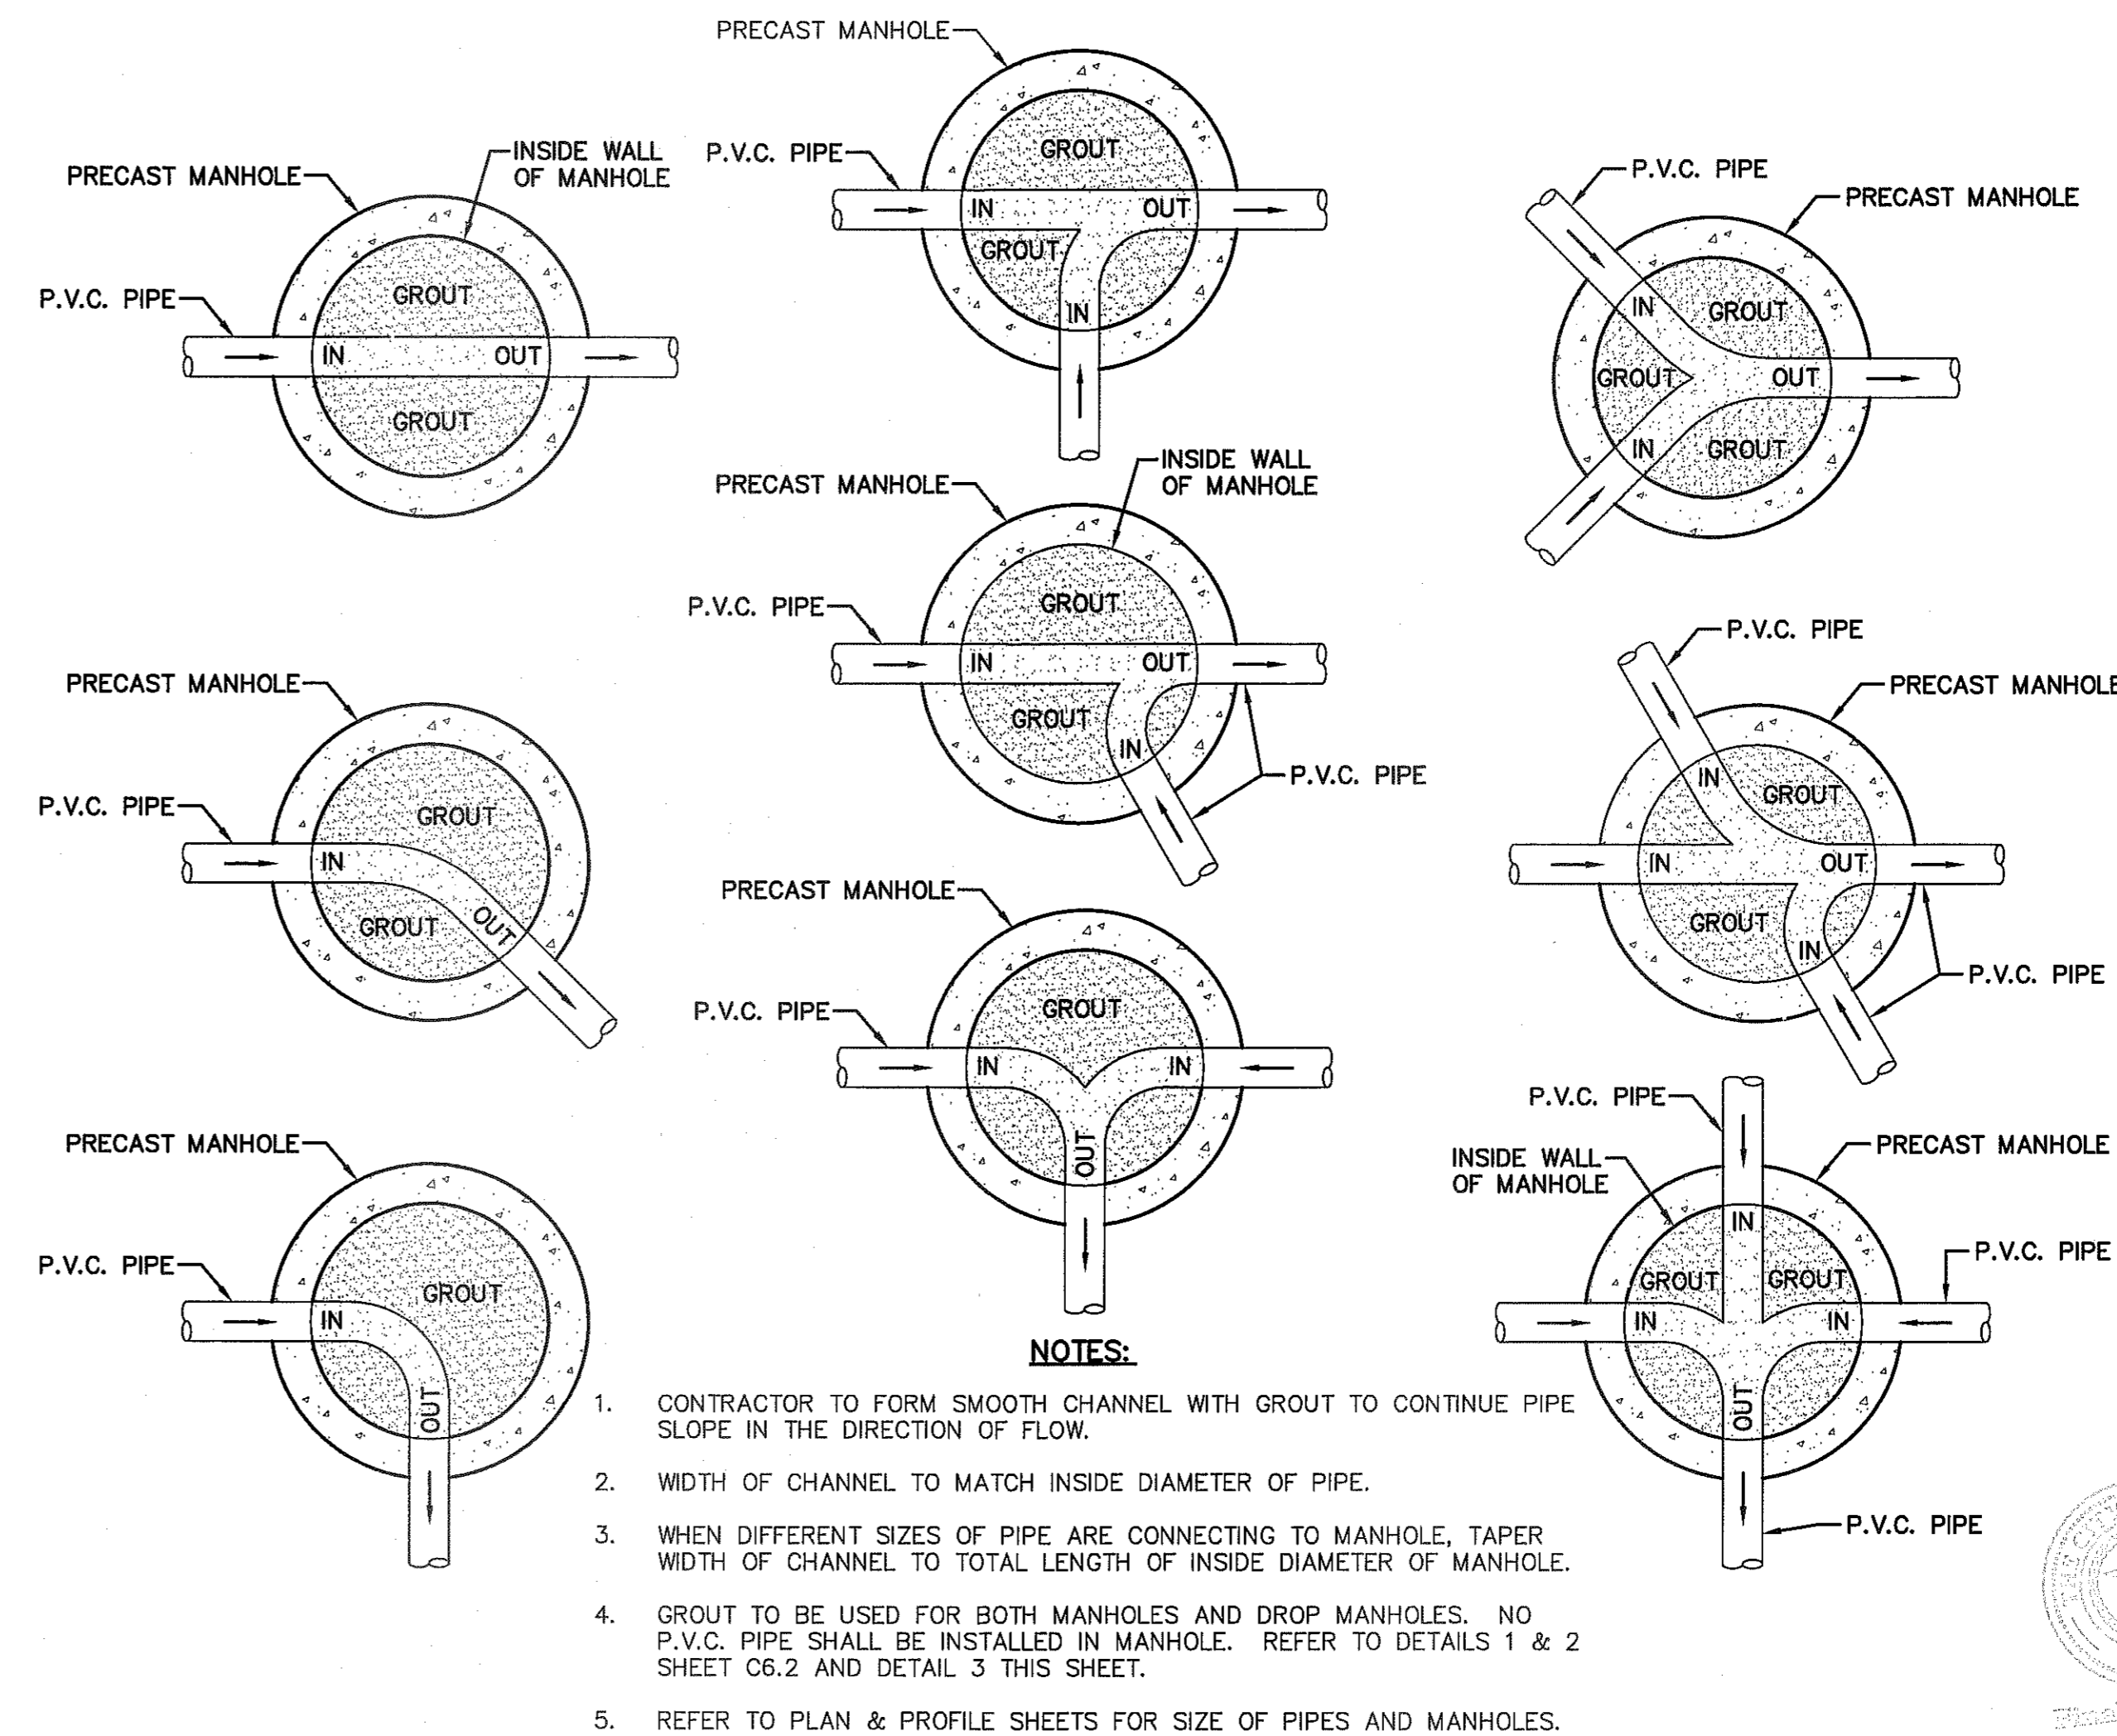 PRECAST MANHOLE
INSIDE WALL
OF MANHOLE
P.V.C. PIPE
GROUT
IN
OUT
GROUT
PRECAST MANHOLE
P.V.C. PIPE
GROUT
IN
OUT
GROUT
PRECAST MANHOLE
P.V.C. PIPE
GROUT
IN
OUT
PRECAST MANHOLE
P.V.C. PIPE
GROUT
IN
OUT
GROUT
IN
PRECAST MANHOLE
INSIDE WALL
OF MANHOLE
P.V.C. PIPE
GROUT
IN
OUT
GROUT
IN
P.V.C. PIPE
PRECAST MANHOLE
P.V.C. PIPE
GROUT
IN
IN
OUT
P.V.C. PIPE
PRECAST MANHOLE
IN
GROUT
GROUT
OUT
IN
GROUT
P.V.C. PIPE
PRECAST MANHOLE
IN
GROUT
IN
OUT
GROUT
IN
P.V.C. PIPE
P.V.C. PIPE
INSIDE WALL
OF MANHOLE
PRECAST MANHOLE
IN
P.V.C. PIPE
GROUT
GROUT
IN
IN
OUT
P.V.C. PIPE
NOTES:
1. CONTRACTOR TO FORM SMOOTH CHANNEL WITH GROUT TO CONTINUE PIPE
SLOPE IN THE DIRECTION OF FLOW.
2. WIDTH OF CHANNEL TO MATCH INSIDE DIAMETER OF PIPE.
3. WHEN DIFFERENT SIZES OF PIPE ARE CONNECTING TO MANHOLE, TAPER
WIDTH OF CHANNEL TO TOTAL LENGTH OF INSIDE DIAMETER OF MANHOLE.
4. GROUT TO BE USED FOR BOTH MANHOLES AND DROP MANHOLES. NO
P.V.C. PIPE SHALL BE INSTALLED IN MANHOLE. REFER TO DETAILS 1 & 2
SHEET C6.2 AND DETAIL 3 THIS SHEET.
5. REFER TO PLAN & PROFILE SHEETS FOR SIZE OF PIPES AND MANHOLES.